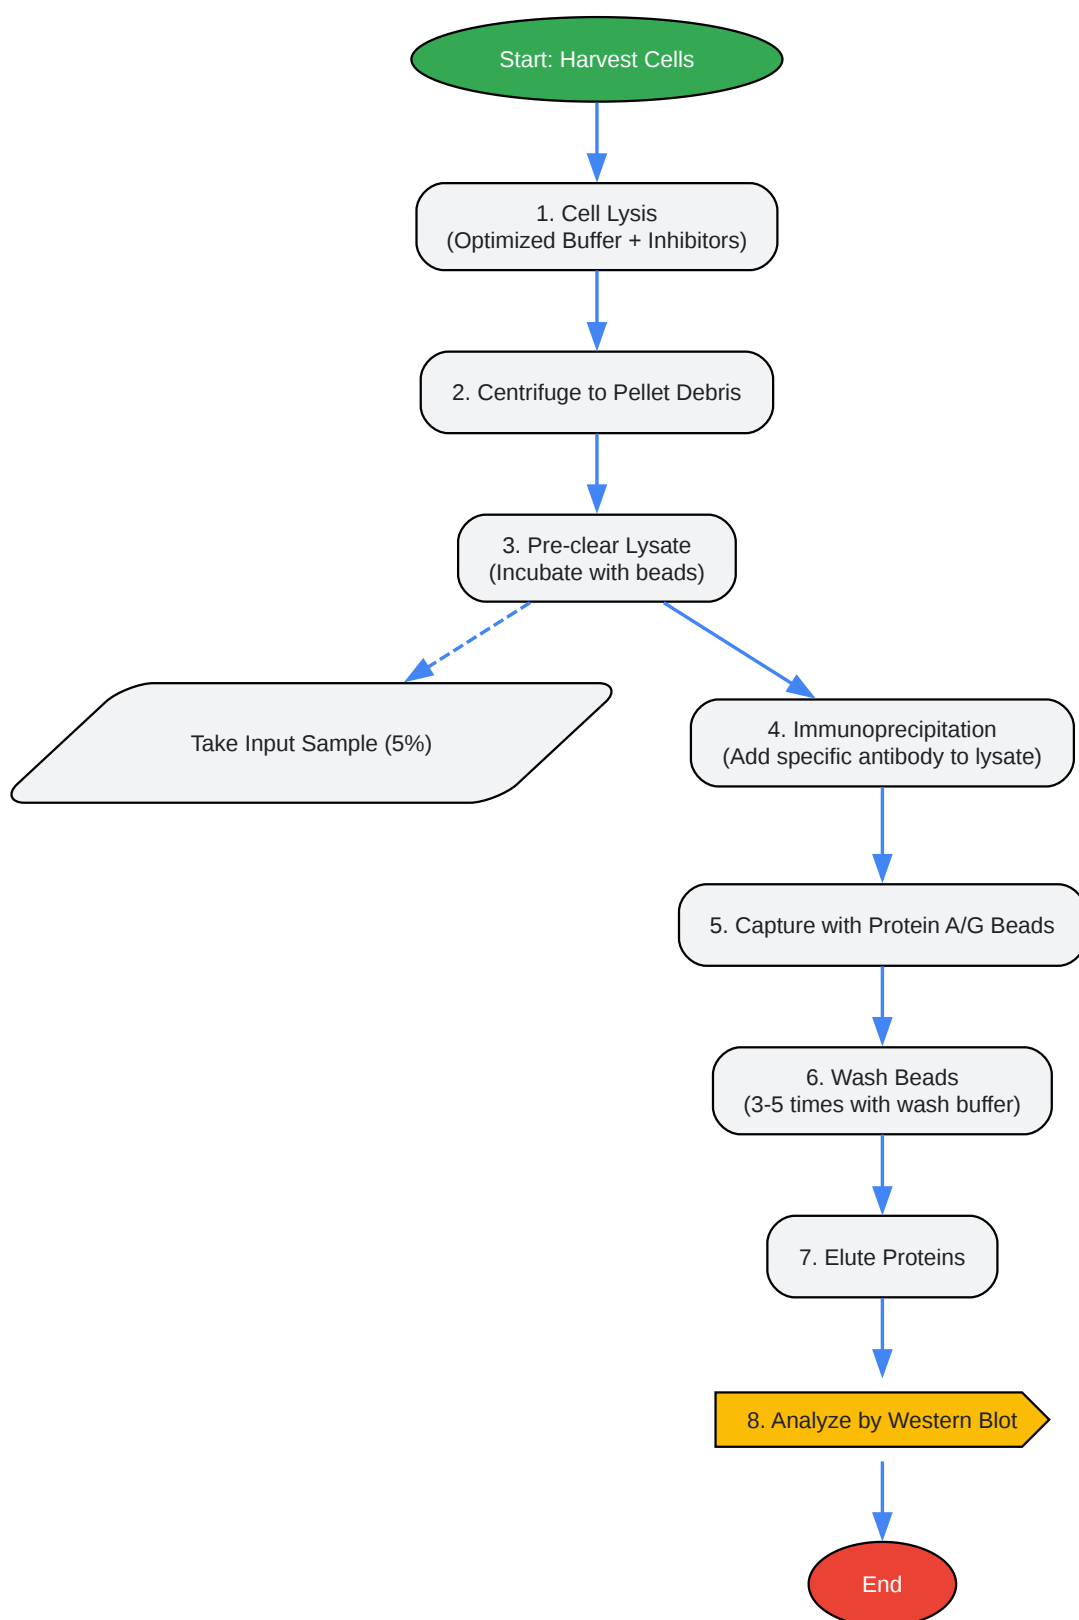 Start: Harvest Cells
1. Cell Lysis
(Optimized Buffer + Inhibitors)
2. Centrifuge to Pellet Debris
3. Pre-clear Lysate
(Incubate with beads)
Take Input Sample (5%)
4. Immunoprecipitation
(Add specific antibody to lysate)
5. Capture with Protein A/G Beads
6. Wash Beads
(3-5 times with wash buffer)
7. Elute Proteins
8. Analyze by Western Blot
End